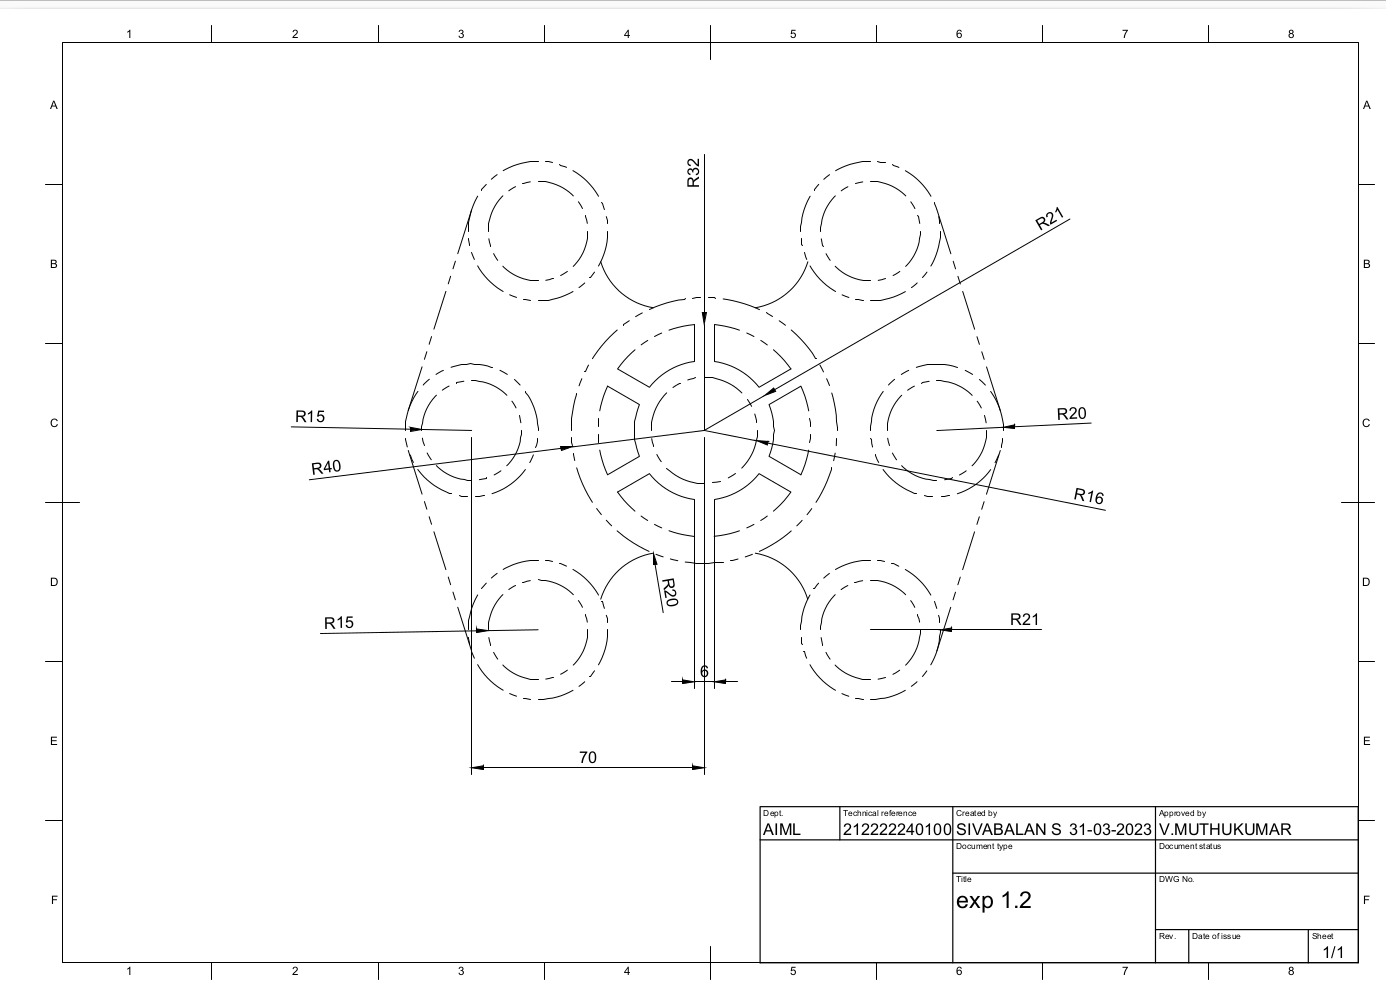 1 2 3 4 5 6 7 8
A A
R32
R21
B B
R15
R20
C C
R40
R16
D D
R20
R15
R21
6
E E
70
Dept. Technical reference Created by Approved by
AIML 212222240100 SIVABALAN S 31-03-2023 V.MUTHUKUMAR
Document type Document status
Title DWG No.
exp 1.2
F F
Rev. Date of issue Sheet
1/1
1 2 3 4 5 6 7 8